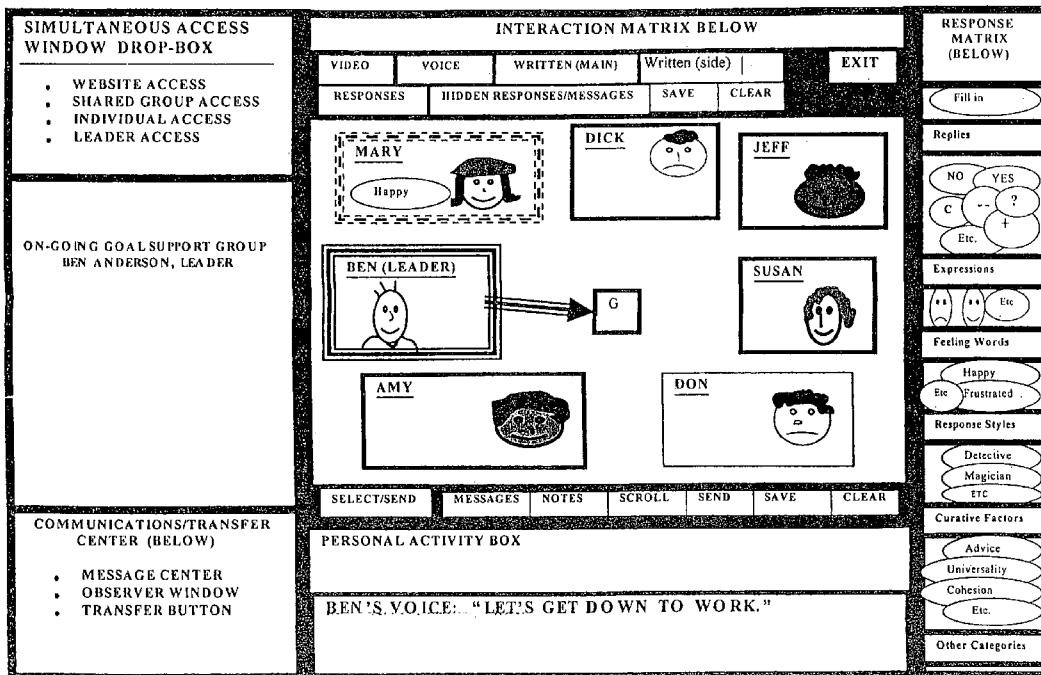 SIMULTANEOUS ACCESS
WINDOW DROP-BOX
WEBSITE ACCESS
SHARED GROUP ACCESS
INDIVIDUAL ACCESS
LEADER ACCESS
ON-GOING GOAL SUPPORT GROUP
BEN ANDERSON, LEADER
COMMUNICATIONS/TRANSFER
CENTER (BELOW)
MESSAGE CENTER
OBSERVER WINDOW
TRANSFER BUTTON
INTERACTION MATRIX BELOW
VIDEO VOICE WRITTEN (MAIN) Written (side) EXIT
RESPONSES HIDDEN RESPONSES/MESSAGES SAVE CLEAR
MARY
Happy
DICK
JEFF
BEN (LEADER)
G
SUSAN
AMY
DON
SELECT/SEND MESSAGES NOTES SCROLL SEND SAVE CLEAR
PERSONAL ACTIVITY BOX
BEN'S VOICE: "LET'S GET DOWN TO WORK."
RESPONSE
MATRIX
(BELOW)
Fill in
Replies
NO YES
C -- ?
+
Etc.
Expressions
Etc
Feeling Words
Happy
Etc Frustrated
Response Styles
Detective
Magician
ETC
Curative Factors
Advice
Universality
Cohesion
Etc.
Other Categories